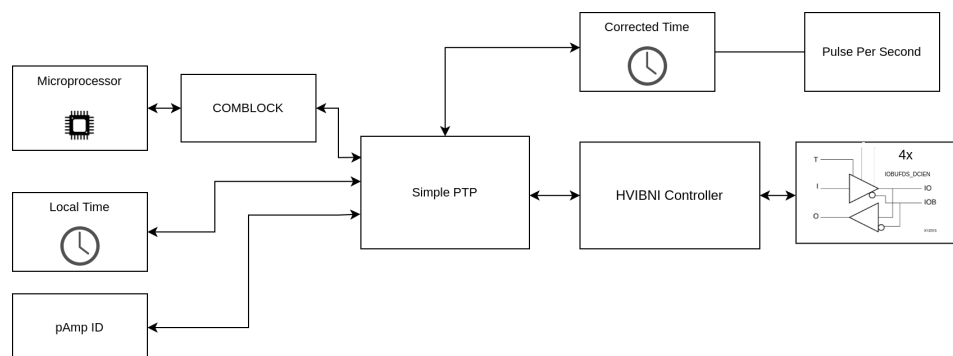 Corrected Time
Pulse Per Second
Microprocessor
COMBLOCK
Simple PTP
HVIBNI Controller
4x
IOBUFDS_DCIEN
T
I
IO
IOB
O
Local Time
pAmp ID